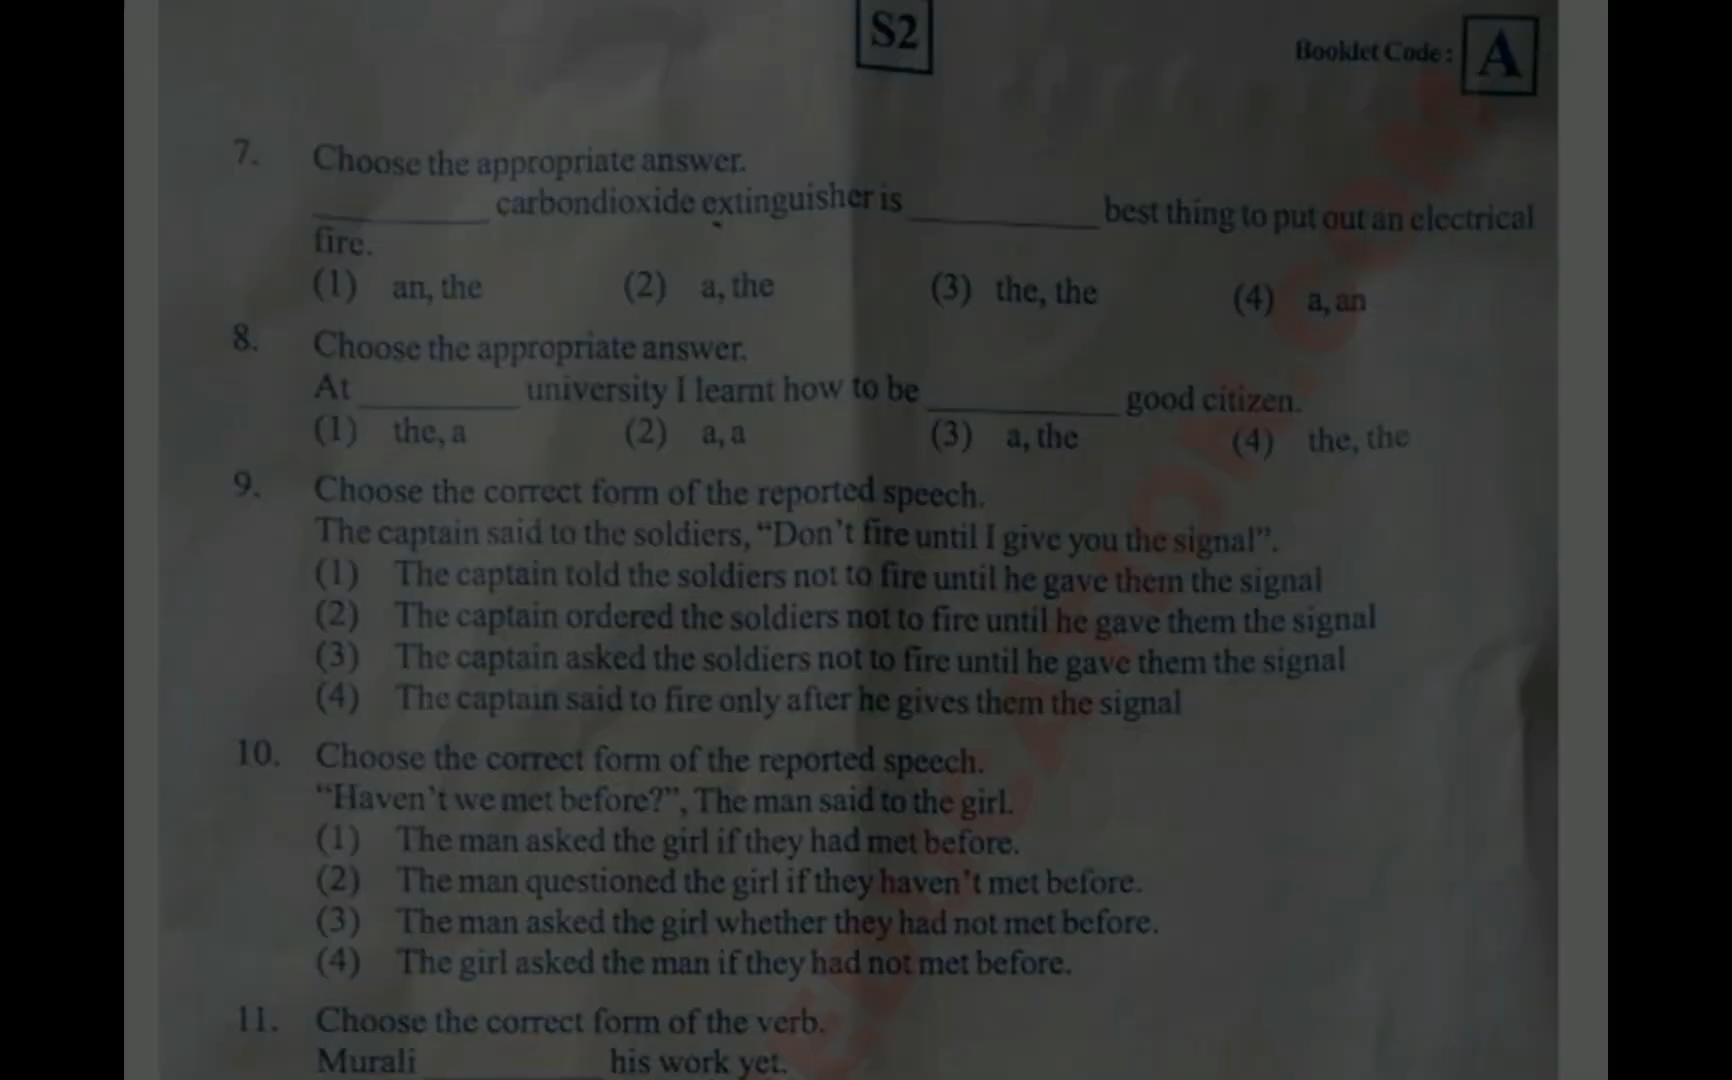 S2
Booklet Code : A
7. Choose the appropriate answer.
________ carbondioxide extinguisher is ________ best thing to put out an electrical
fire.
(1) an, the (2) a, the (3) the, the (4) a, an
8. Choose the appropriate answer.
At ________ university I learnt how to be ________ good citizen.
(1) the, a (2) a, a (3) a, the (4) the, the
9. Choose the correct form of the reported speech.
The captain said to the soldiers, “Don’t fire until I give you the signal”.
(1) The captain told the soldiers not to fire until he gave them the signal
(2) The captain ordered the soldiers not to fire until he gave them the signal
(3) The captain asked the soldiers not to fire until he gave them the signal
(4) The captain said to fire only after he gives them the signal
10. Choose the correct form of the reported speech.
“Haven’t we met before?”, The man said to the girl.
(1) The man asked the girl if they had met before.
(2) The man questioned the girl if they haven’t met before.
(3) The man asked the girl whether they had not met before.
(4) The girl asked the man if they had not met before.
11. Choose the correct form of the verb.
Murali ________ his work yet.